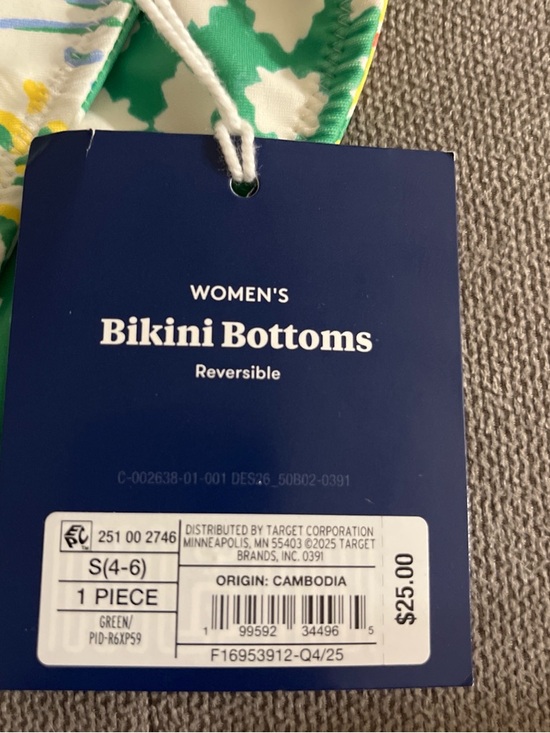 WOMEN'S
Bikini Bottoms
Reversible
C-002638-01-001 DES26_50B02-0391
EPC
251 00 2746
S(4-6)
1 PIECE
GREEN/
PID-R6XP59
DISTRIBUTED BY TARGET CORPORATION
MINNEAPOLIS, MN 55403 ©2025 TARGET
BRANDS, INC. 0391
ORIGIN: CAMBODIA
1 99592 34496 5
F16953912-Q4/25
$25.00